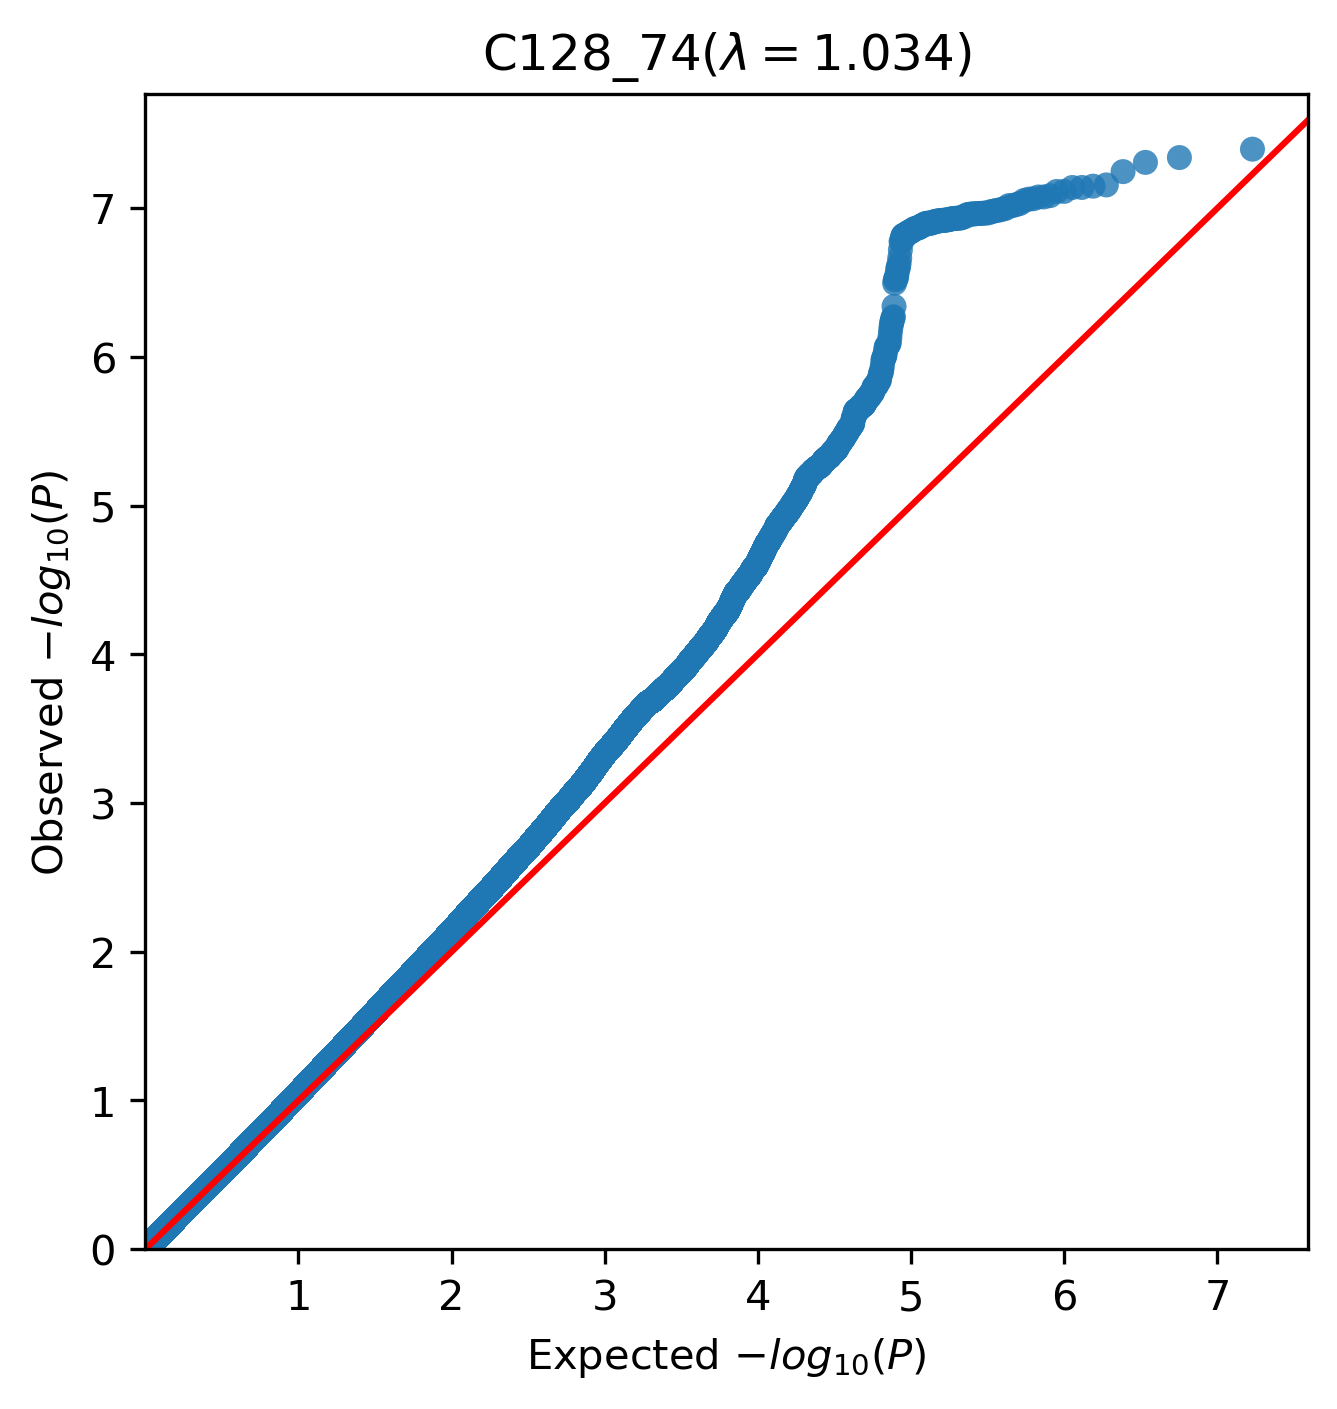 C128_74(λ = 1.034)
Observed −log₁₀(P)
7
6
5
4
3
2
1
0
1 2 3 4 5 6 7
Expected −log₁₀(P)